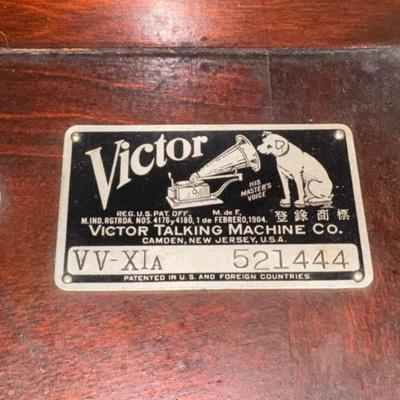 Victor
HIS
MASTER'S
VOICE
REG. U.S. PAT. OFF. M. de F.
M.IND. RGTRDA. NOS. 4176 y 4180, 1 de FEBRERO, 1904. 登錄商標
VICTOR TALKING MACHINE CO.
CAMDEN, NEW JERSEY, U.S.A.
VV-XIA 521444
PATENTED IN U.S. AND FOREIGN COUNTRIES.